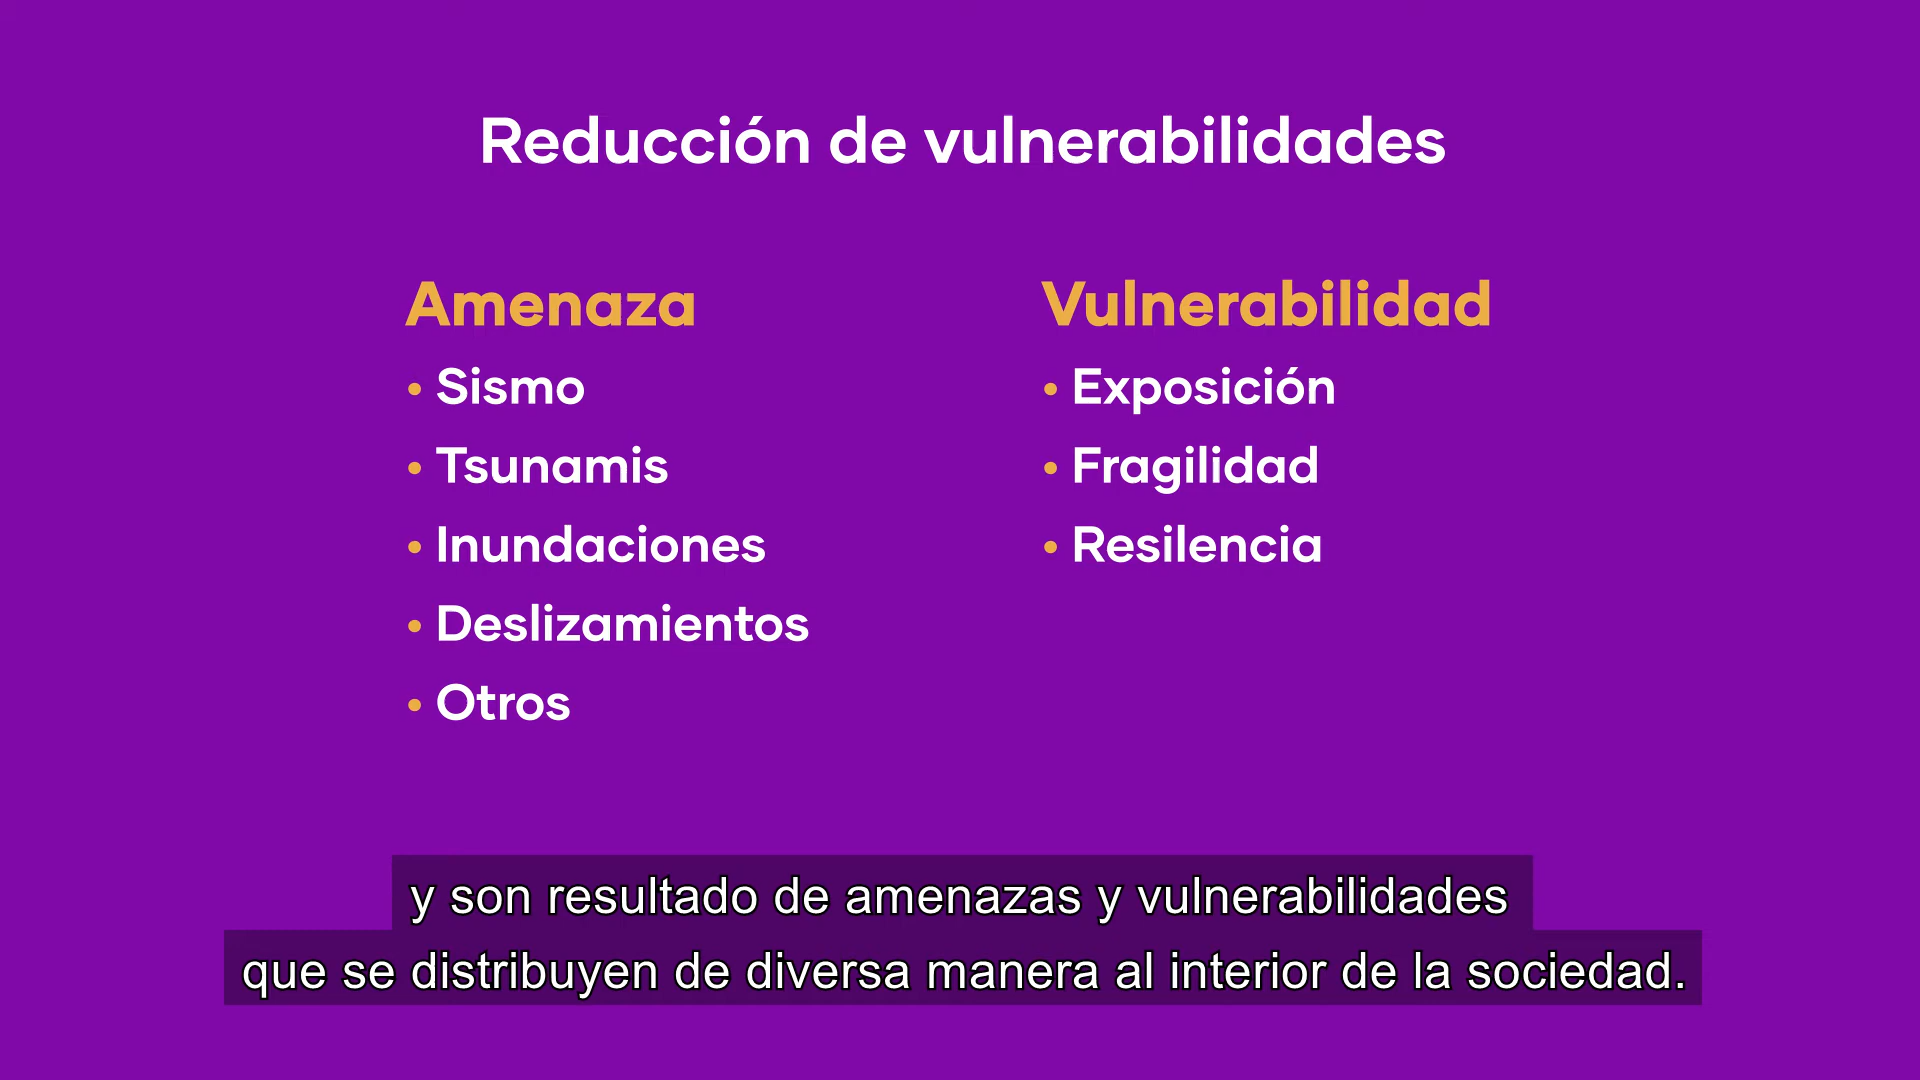 Reducción de vulnerabilidades
Amenaza
• Sismo
• Tsunamis
• Inundaciones
• Deslizamientos
• Otros
Vulnerabilidad
• Exposición
• Fragilidad
• Resilencia
y son resultado de amenazas y vulnerabilidades
que se distribuyen de diversa manera al interior de la sociedad.